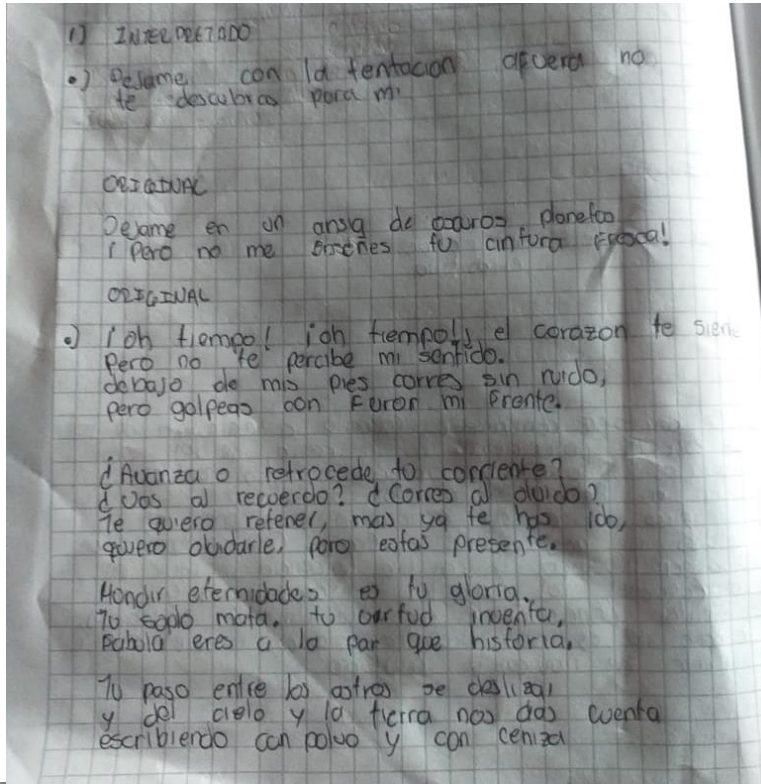 1) INTERPRETADO
•) Dejame con la tentacion afuera no
te descubras para mi
ORIGINAL
Dejame en un ansia de oscuros planetas
¡ Pero no me enseñes tu cintura fresca!
ORIGINAL
•) ¡oh tiempo! ¡oh tiempo! el corazon te sien
Pero no te percibe mi sentido.
debajo de mis pies corres sin ruido,
pero golpeas con Furor mi Frente.
¿Avanza o retrocede tu corriente?
¿Vas al recuerdo? ¿Corres al olvido?
Te quiero retener, mas ya te has ido,
quiero olvidarte, pero estas presente.
Hundir eternidades es tu gloria.
Tu soplo mata, tu virtud inventa,
Fabula eres a la par que historia.
Tu paso entre los astros se desliza,
y del cielo y la tierra nos das cuenta
escribiendo con polvo y con ceniza